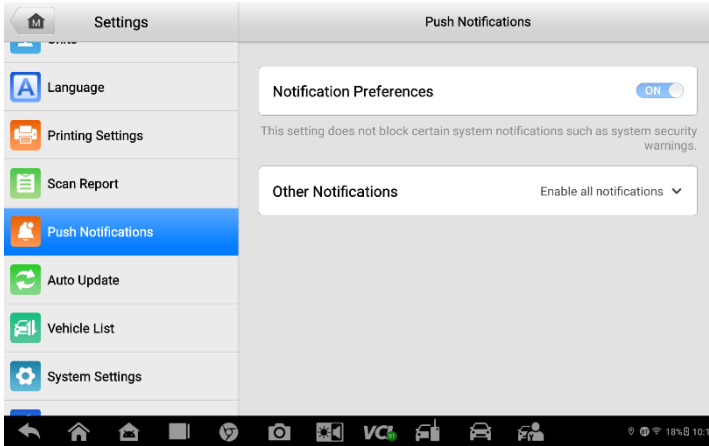 Settings
Push Notifications
Language
Printing Settings
Scan Report
Push Notifications
Auto Update
Vehicle List
System Settings
Notification Preferences
ON
This setting does not block certain system notifications such as system security
warnings.
Other Notifications
Enable all notifications
VCI
18%